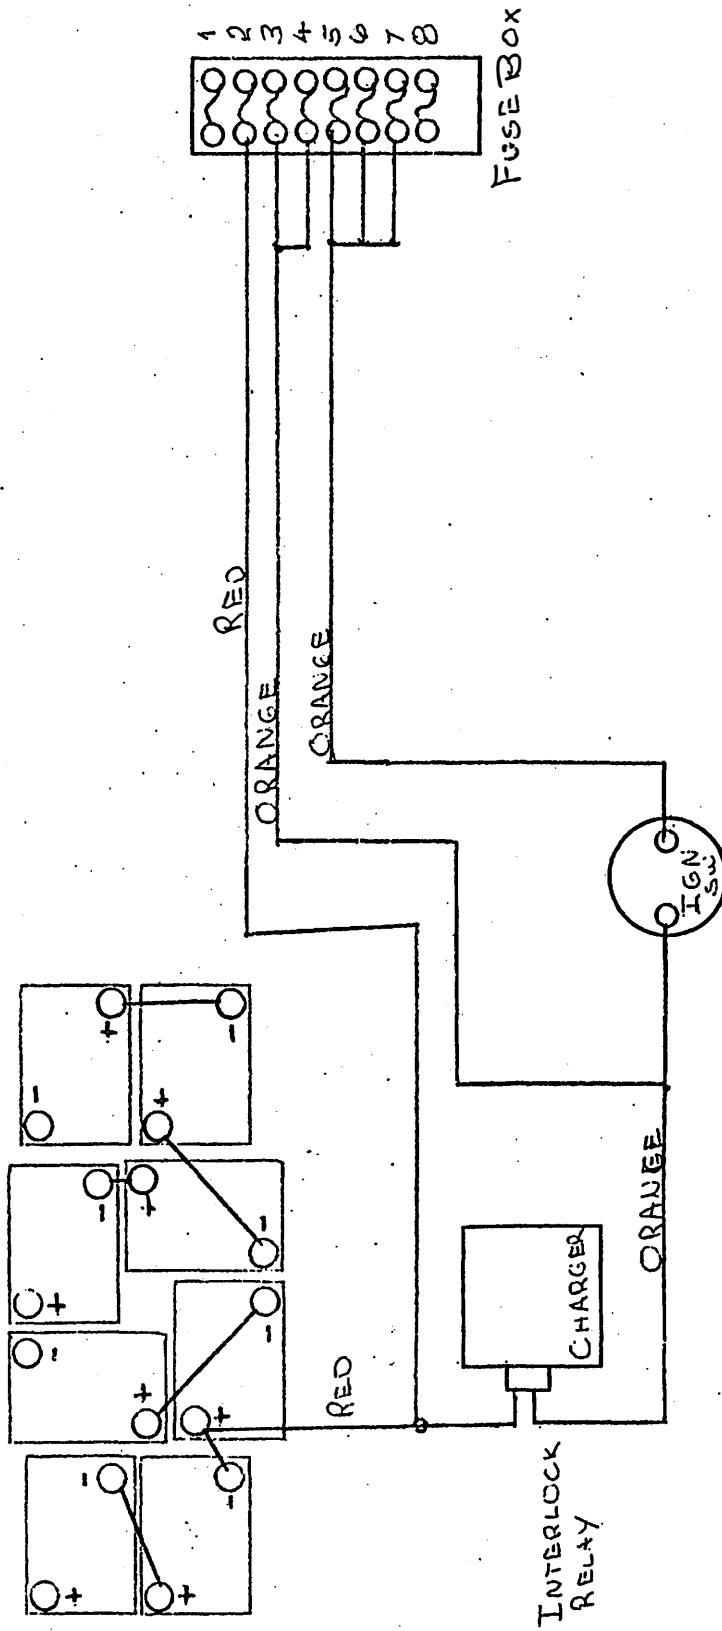 1
2
3
4
5
6
7
8
FUSE BOX
RED
ORANGE
ORANGE
IGN
SW
+
-
-
+
-
+
-
+
+
-
-
+
-
+
-
+
-
+
RED
ORANGE
CHARGER
INTERLOCK
RELAY